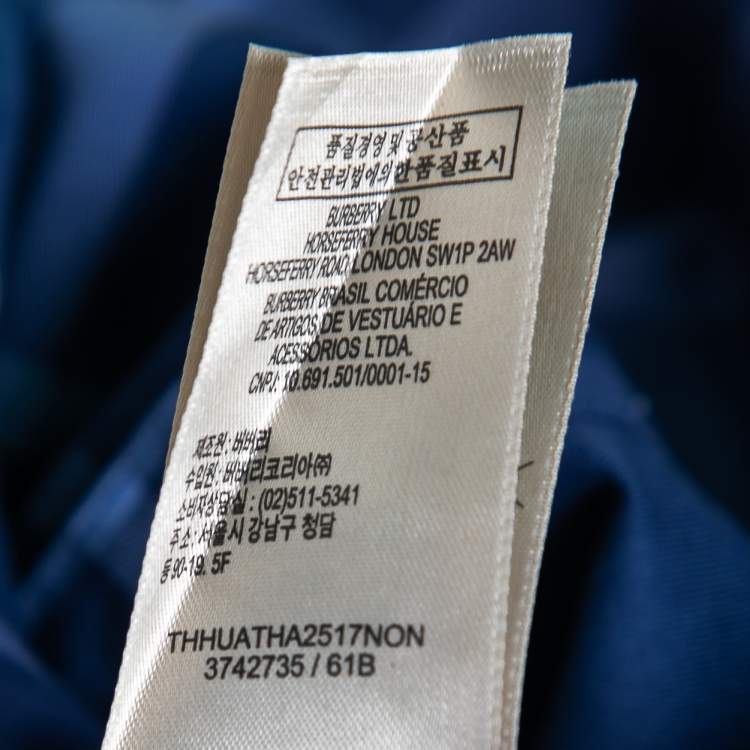 품질경영및공산품
안전관리법에의한품질표시
BURBERRY LTD
HORSEFERRY HOUSE
HORSEFERRY ROAD, LONDON SW1P 2AW
BURBERRY BRASIL COMÉRCIO
DE ARTIGOS DE VESTUÁRIO E
ACESSÓRIOS LTDA.
CNPJ: 10.691.501/0001-15
제조원 : 버버리
수입원 : 버버리코리아㈜
소비자상담실 : (02)511-5341
주소: 서울시 강남구 청담
동 90-19. 5F
THHUATHA2517NON
3742735 / 61B